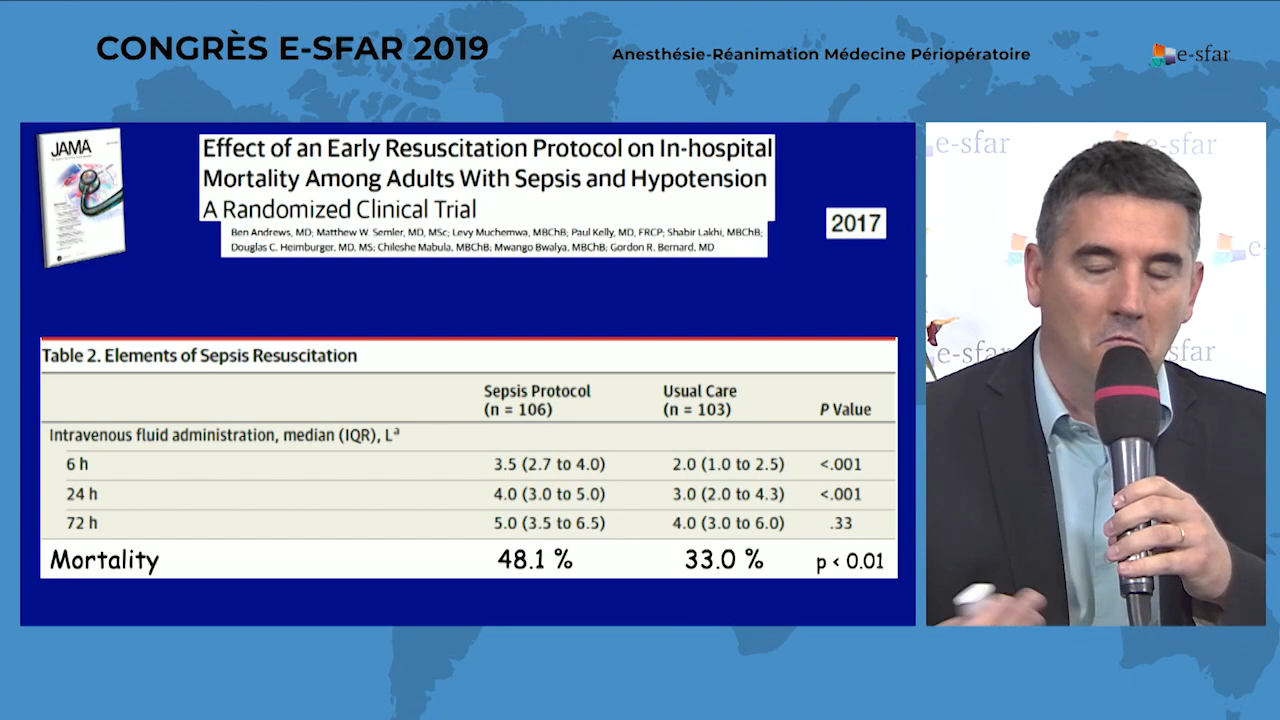 CONGRÈS E-SFAR 2019
Anesthésie-Réanimation Médecine Périopératoire
e-sfar
JAMA
Effect of an Early Resuscitation Protocol on In-hospital
Mortality Among Adults With Sepsis and Hypotension
A Randomized Clinical Trial
Ben Andrews, MD; Matthew W. Semler, MD, MSc; Levy Muchemwa, MBChB; Paul Kelly, MD, FRCP; Shabir Lakhi, MBChB;
Douglas C. Heimburger, MD, MS; Chileshe Mabula, MBChB; Mwango Bwalya, MBChB; Gordon R. Bernard, MD
2017
Table 2. Elements of Sepsis Resuscitation
Sepsis Protocol (n = 106) Usual Care (n = 103) P Value
Intravenous fluid administration, median (IQR), Lª
6 h 3.5 (2.7 to 4.0) 2.0 (1.0 to 2.5) <.001
24 h 4.0 (3.0 to 5.0) 3.0 (2.0 to 4.3) <.001
72 h 5.0 (3.5 to 6.5) 4.0 (3.0 to 6.0) .33
Mortality 48.1 % 33.0 % p < 0.01
e-sfar
e-sfar
e-sfar
sfar